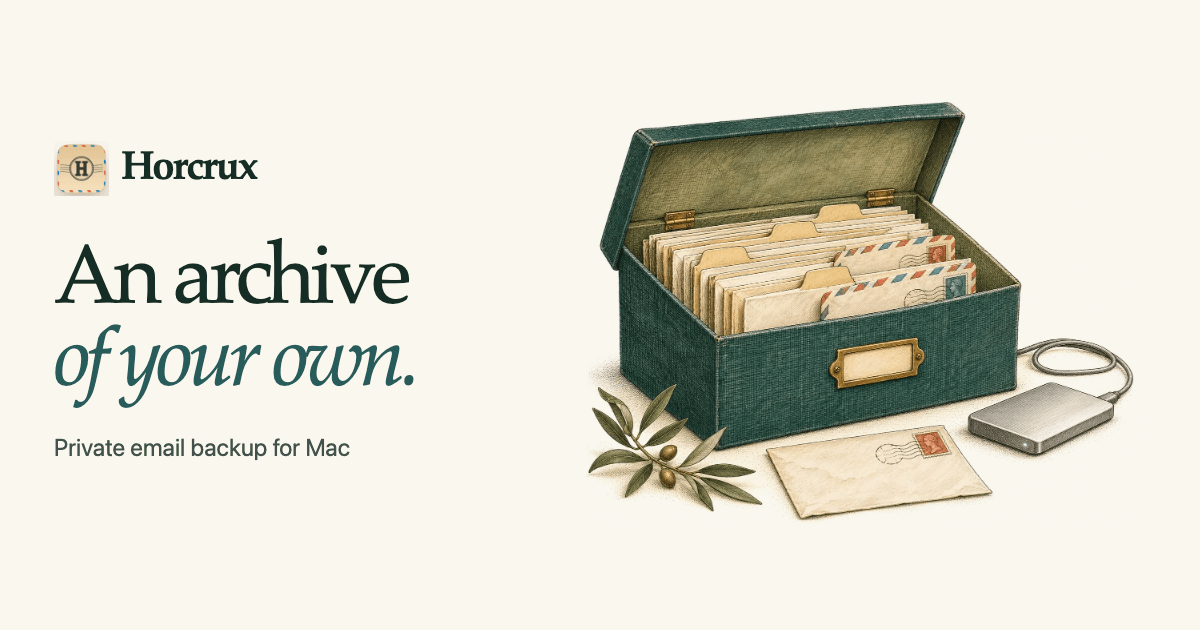 H
Horcrux
An archive
of your own.
Private email backup for Mac